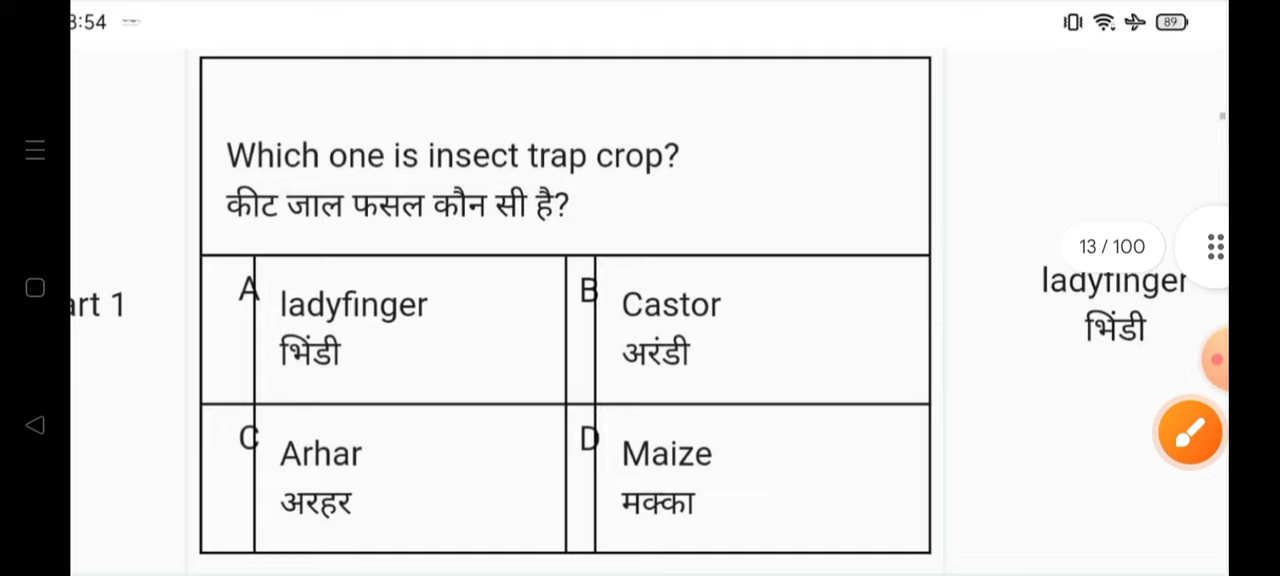 3:54
89
Which one is insect trap crop?
कीट जाल फसल कौन सी है?
13 / 100
A
ladyfinger
भिंडी
B
Castor
अरंडी
art 1
ladyfinger
भिंडी
C
Arhar
अरहर
D
Maize
मक्का